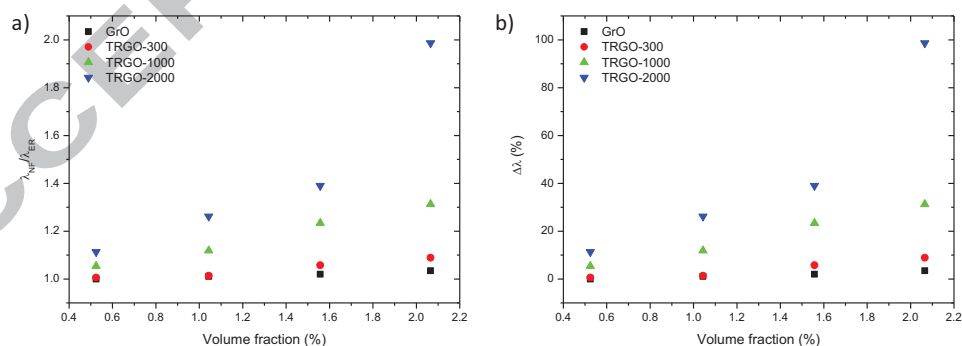 a)
GrO
TRGO-300
TRGO-1000
TRGO-2000
2.0
1.8
1.6
1.4
1.2
1.0
λNF/λER
0.4 0.6 0.8 1.0 1.2 1.4 1.6 1.8 2.0 2.2
Volume fraction (%)
b)
GrO
TRGO-300
TRGO-1000
TRGO-2000
100
80
60
40
20
0
Δλ (%)
0.4 0.6 0.8 1.0 1.2 1.4 1.6 1.8 2.0 2.2
Volume fraction (%)